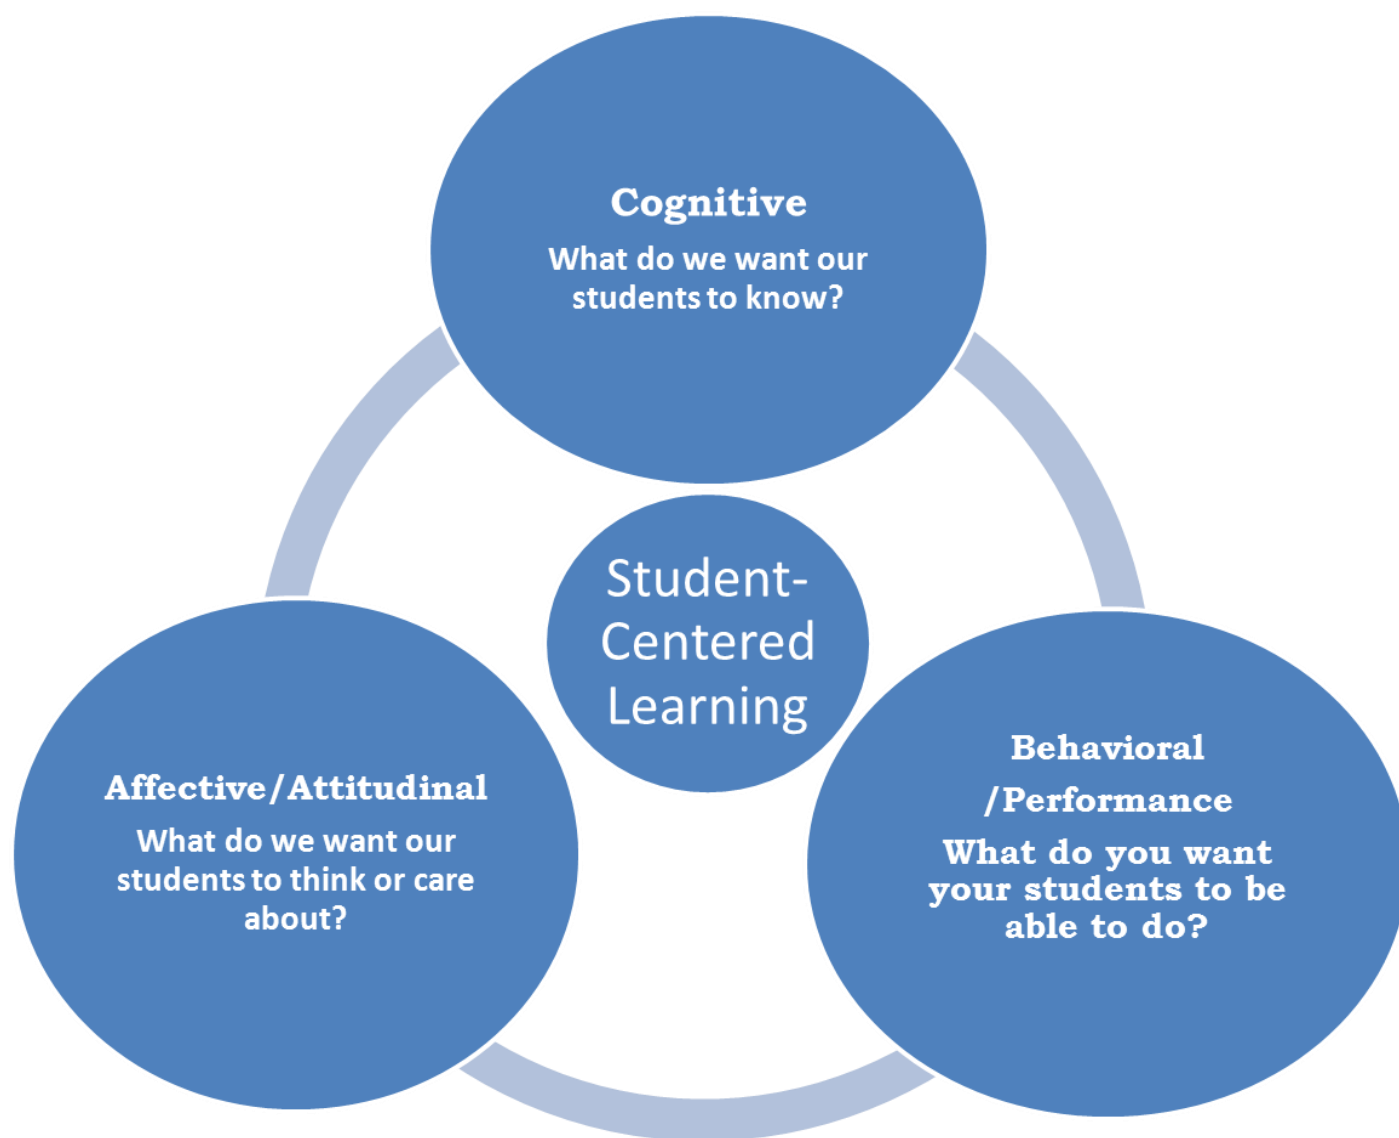 Cognitive
What do we want our
students to know?
Student-
Centered
Learning
Affective/Attitudinal
What do we want our
students to think or care
about?
Behavioral
/Performance
What do you want
your students to be
able to do?